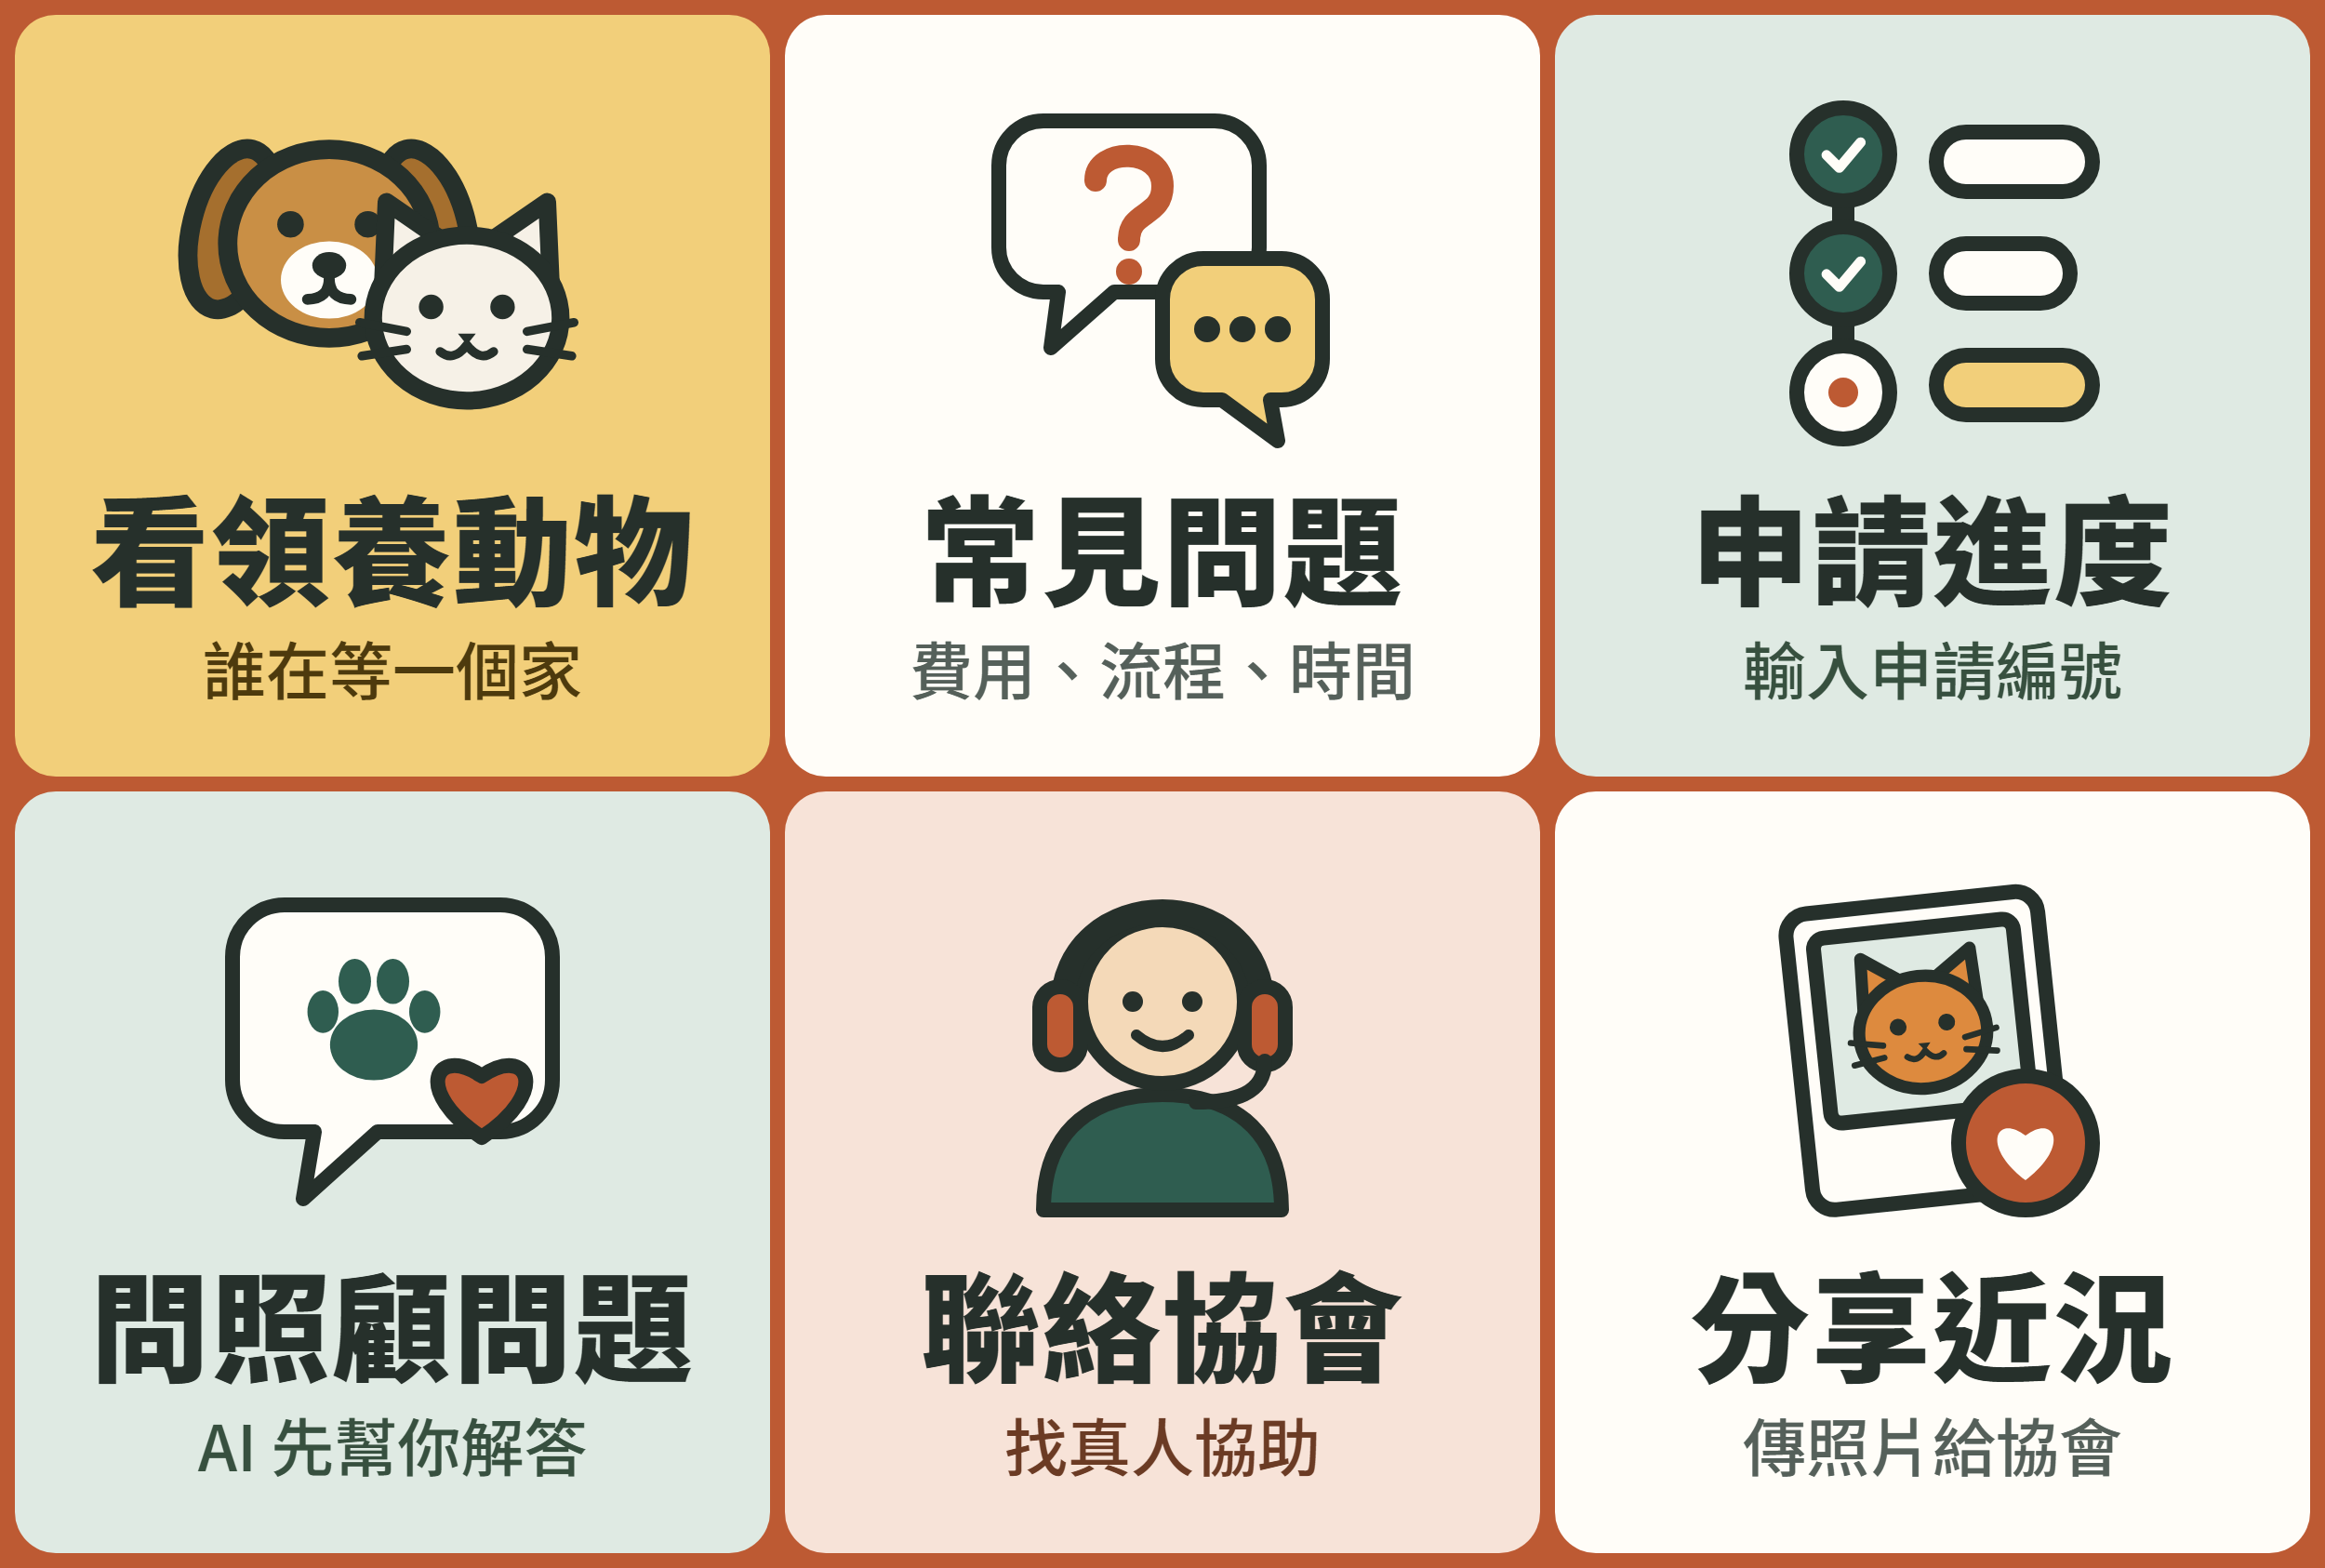 看領養動物
誰在等一個家
常見問題
費用、流程、時間
申請進度
輸入申請編號
問照顧問題
AI 先幫你解答
聯絡協會
找真人協助
分享近況
傳照片給協會